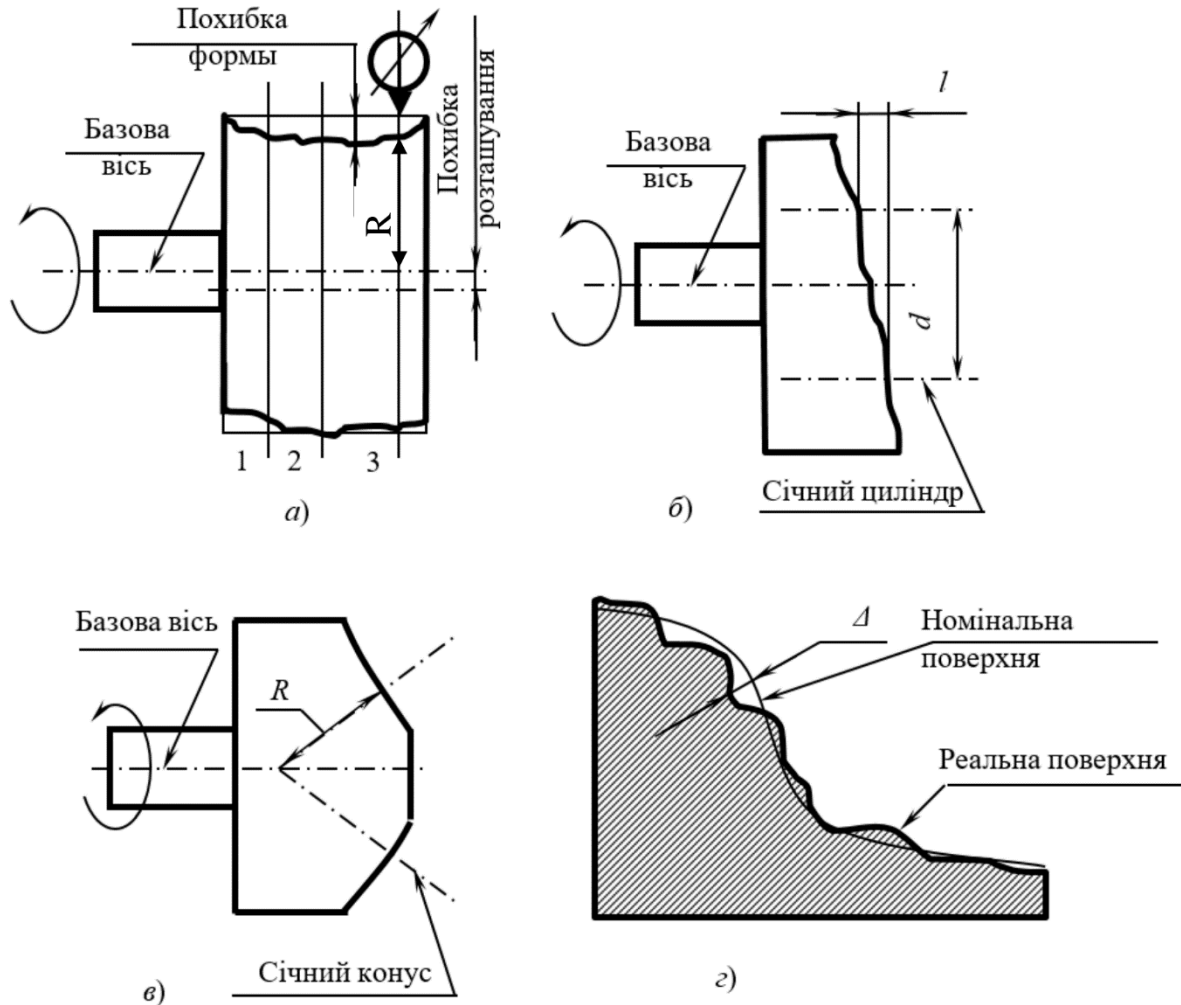 Похибка
формы
Похибка
розташування
Базова
вісь
R
1 2 3
а)
l
Базова
вісь
d
Січний циліндр
б)
Базова вісь
R
Січний конус
в)
Δ
Номінальна
поверхня
Реальна поверхня
г)